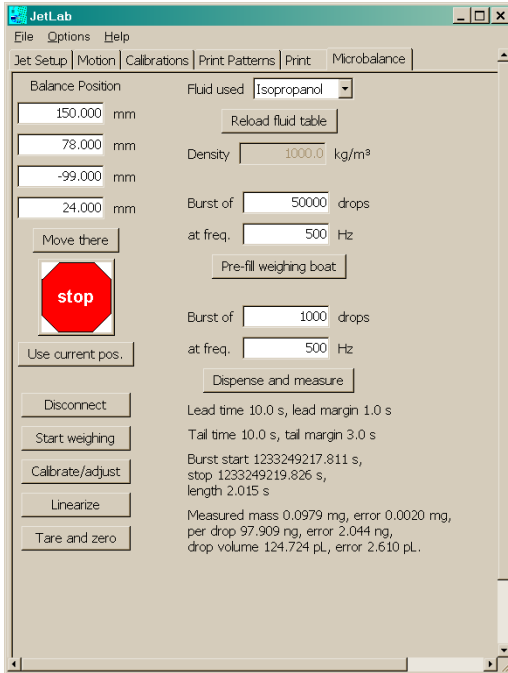 JetLab
File Options Help
Jet Setup Motion Calibrations Print Patterns Print Microbalance
Balance Position
150.000 mm
78.000 mm
-99.000 mm
24.000 mm
Move there
stop
Use current pos.
Disconnect
Start weighing
Calibrate/adjust
Linearize
Tare and zero
Fluid used Isopropanol
Reload fluid table
Density 1000.0 kg/m³
Burst of 50000 drops
at freq. 500 Hz
Pre-fill weighing boat
Burst of 1000 drops
at freq. 500 Hz
Dispense and measure
Lead time 10.0 s, lead margin 1.0 s
Tail time 10.0 s, tail margin 3.0 s
Burst start 1233249217.811 s,
stop 1233249219.826 s,
length 2.015 s
Measured mass 0.0979 mg, error 0.0020 mg,
per drop 97.909 ng, error 2.044 ng,
drop volume 124.724 pL, error 2.610 pL.